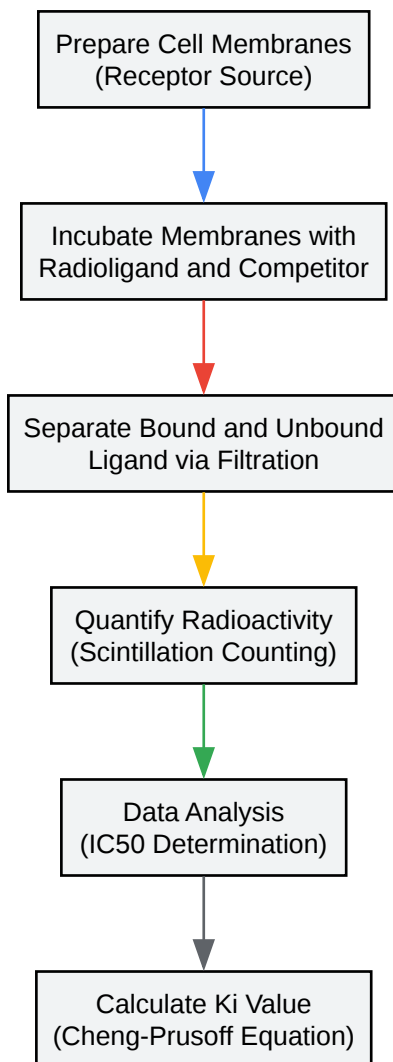 Prepare Cell Membranes
(Receptor Source)
Incubate Membranes with
Radioligand and Competitor
Separate Bound and Unbound
Ligand via Filtration
Quantify Radioactivity
(Scintillation Counting)
Data Analysis
(IC50 Determination)
Calculate Ki Value
(Cheng-Prusoff Equation)